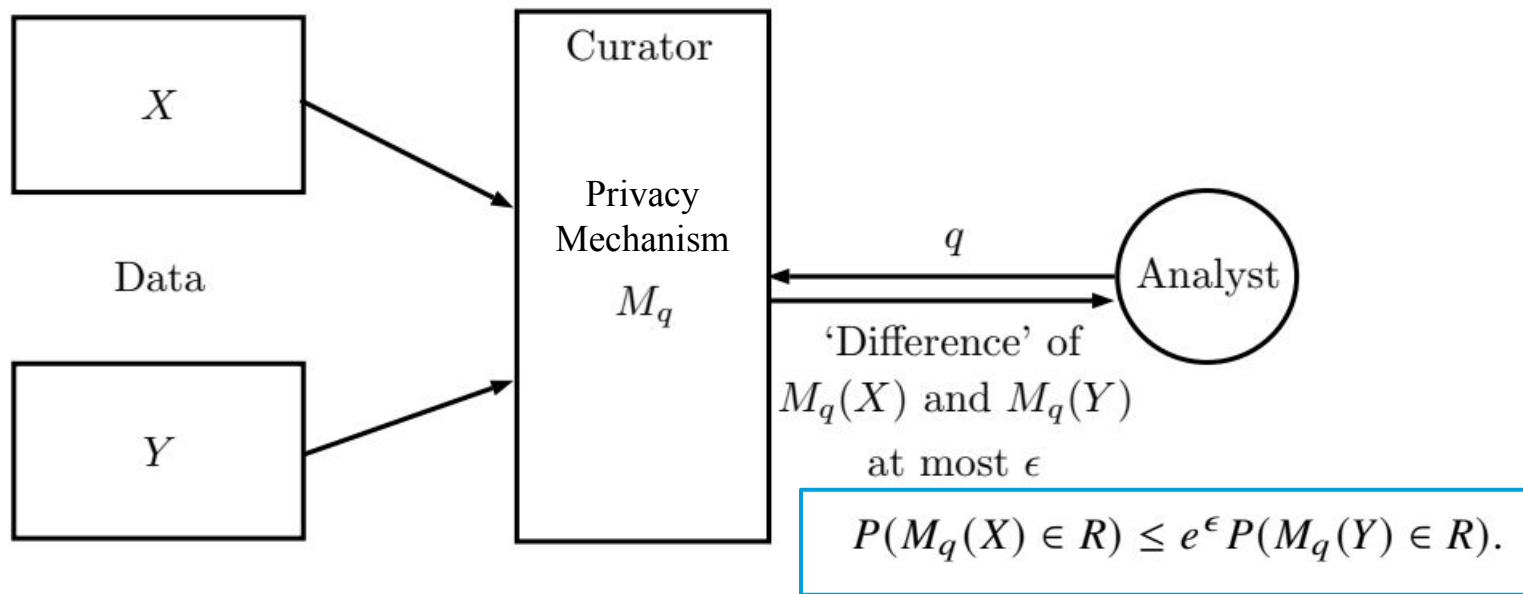 X
Data
Y
Curator
Privacy
Mechanism
M_q
q
Analyst
‘Difference’ of
M_q(X) and M_q(Y)
at most ϵ
P(M_q(X) ∈ R) ≤ e^ϵ P(M_q(Y) ∈ R).